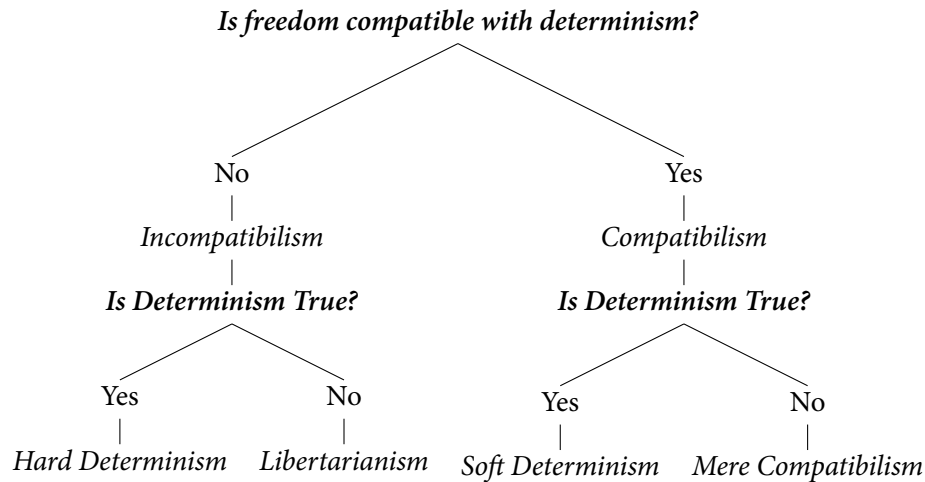 Is freedom compatible with determinism?
No Yes
Incompatibilism Compatibilism
Is Determinism True? Is Determinism True?
Yes No Yes No
Hard Determinism Libertarianism Soft Determinism Mere Compatibilism